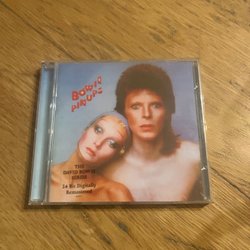 BOWIE
PINUPS
THE
DAVID BOWIE
SERIES
24 Bit Digitally
Remastered